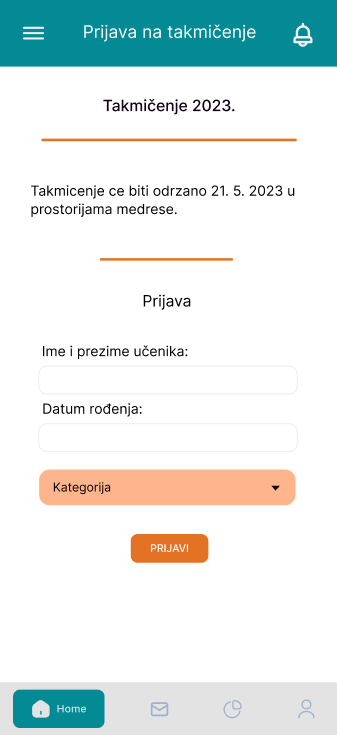 Prijava na takmičenje
Takmičenje 2023.
Takmicenje ce biti odrzano 21. 5. 2023 u
prostorijama medrese.
Prijava
Ime i prezime učenika:
Datum rođenja:
Kategorija
PRIJAVI
Home